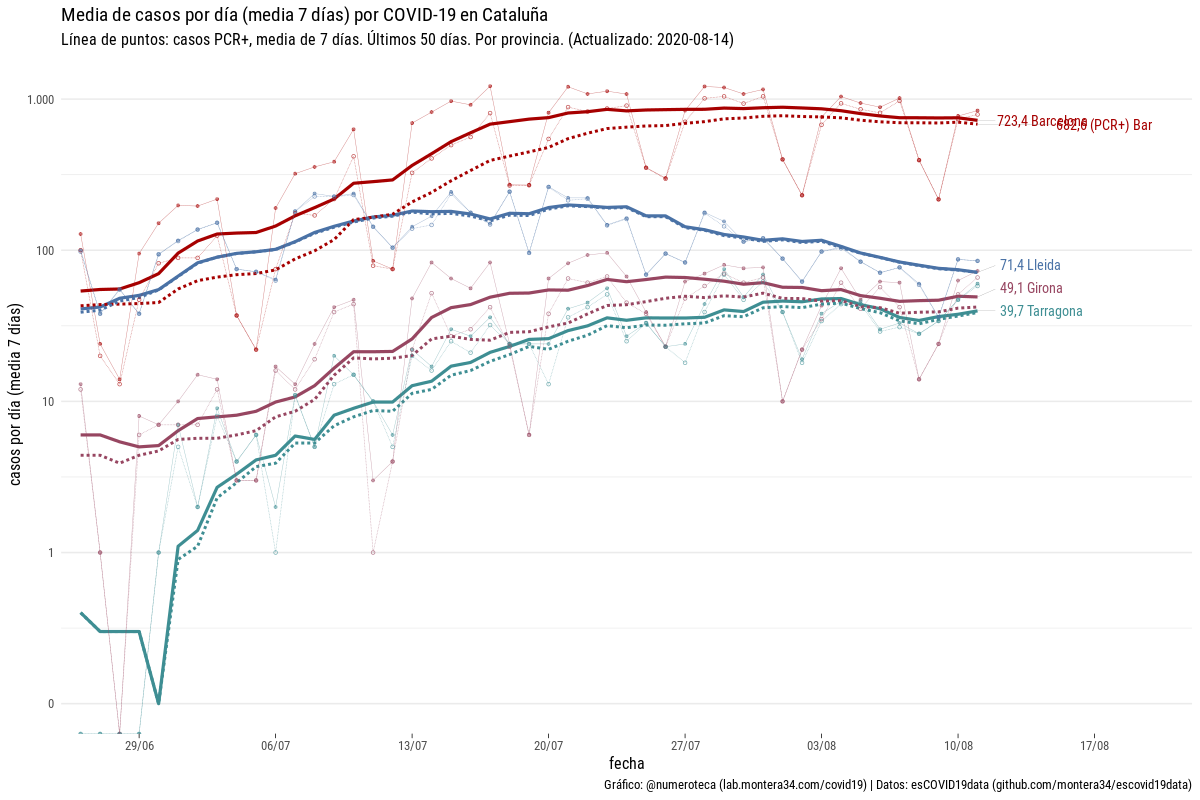 Media de casos por día (media 7 días) por COVID-19 en Cataluña
Línea de puntos: casos PCR+, media de 7 días. Últimos 50 días. Por provincia. (Actualizado: 2020-08-14)
casos por día (media 7 días)
1.000
100
10
1
0
723,4 Barcelona
682,6 (PCR+) Bar
71,4 Lleida
49,1 Girona
39,7 Tarragona
29/06 06/07 13/07 20/07 27/07 03/08 10/08 17/08
fecha
Gráfico: @numeroteca (lab.montera34.com/covid19) | Datos: esCOVID19data (github.com/montera34/escovid19data)